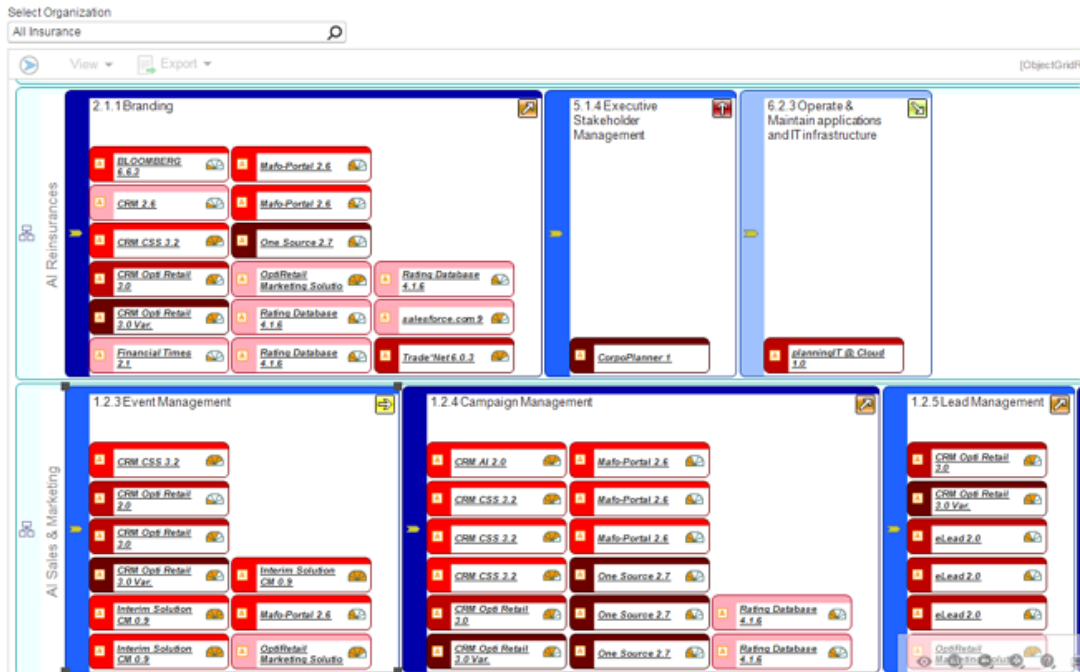 Select Organization
All Insurance
View
Export
[ObjectGridR
AI Reinsurances
2.1.1 Branding
BLOOMBERG
6.6.2
Mafo-Portal 2.6
CRM 2.6
Mafo-Portal 2.6
CRM CSS 3.2
One Source 2.7
CRM Opti Retail
2.0
OptiRetail
Marketing Solutio
Rating Database
4.1.6
CRM Opti Retail
3.0 Var.
Rating Database
4.1.6
salesforce.com 9
Financial Times
2.1
Rating Database
4.1.6
Trade*Net 6.0.3
5.1.4 Executive
Stakeholder
Management
CorpoPlanner 1
6.2.3 Operate &
Maintain applications
and IT infrastructure
planningIT @ Cloud
1.0
AI Sales & Marketing
1.2.3 Event Management
CRM CSS 3.2
CRM Opti Retail
2.0
CRM Opti Retail
3.0
CRM Opti Retail
3.0 Var.
Interim Solution
CM 0.9
Interim Solution
CM 0.9
Mafo-Portal 2.6
Interim Solution
CM 0.9
OptiRetail
Marketing Solutio
1.2.4 Campaign Management
CRM AI 2.0
Mafo-Portal 2.6
CRM CSS 3.2
Mafo-Portal 2.6
CRM CSS 3.2
Mafo-Portal 2.6
CRM CSS 3.2
One Source 2.7
CRM Opti Retail
3.0
One Source 2.7
Rating Database
4.1.6
CRM Opti Retail
3.0 Var.
One Source 2.7
Rating Database
4.1.6
1.2.5 Lead Management
CRM Opti Retail
3.0
CRM Opti Retail
3.0 Var.
eLead 2.0
eLead 2.0
eLead 2.0
OptiRetail